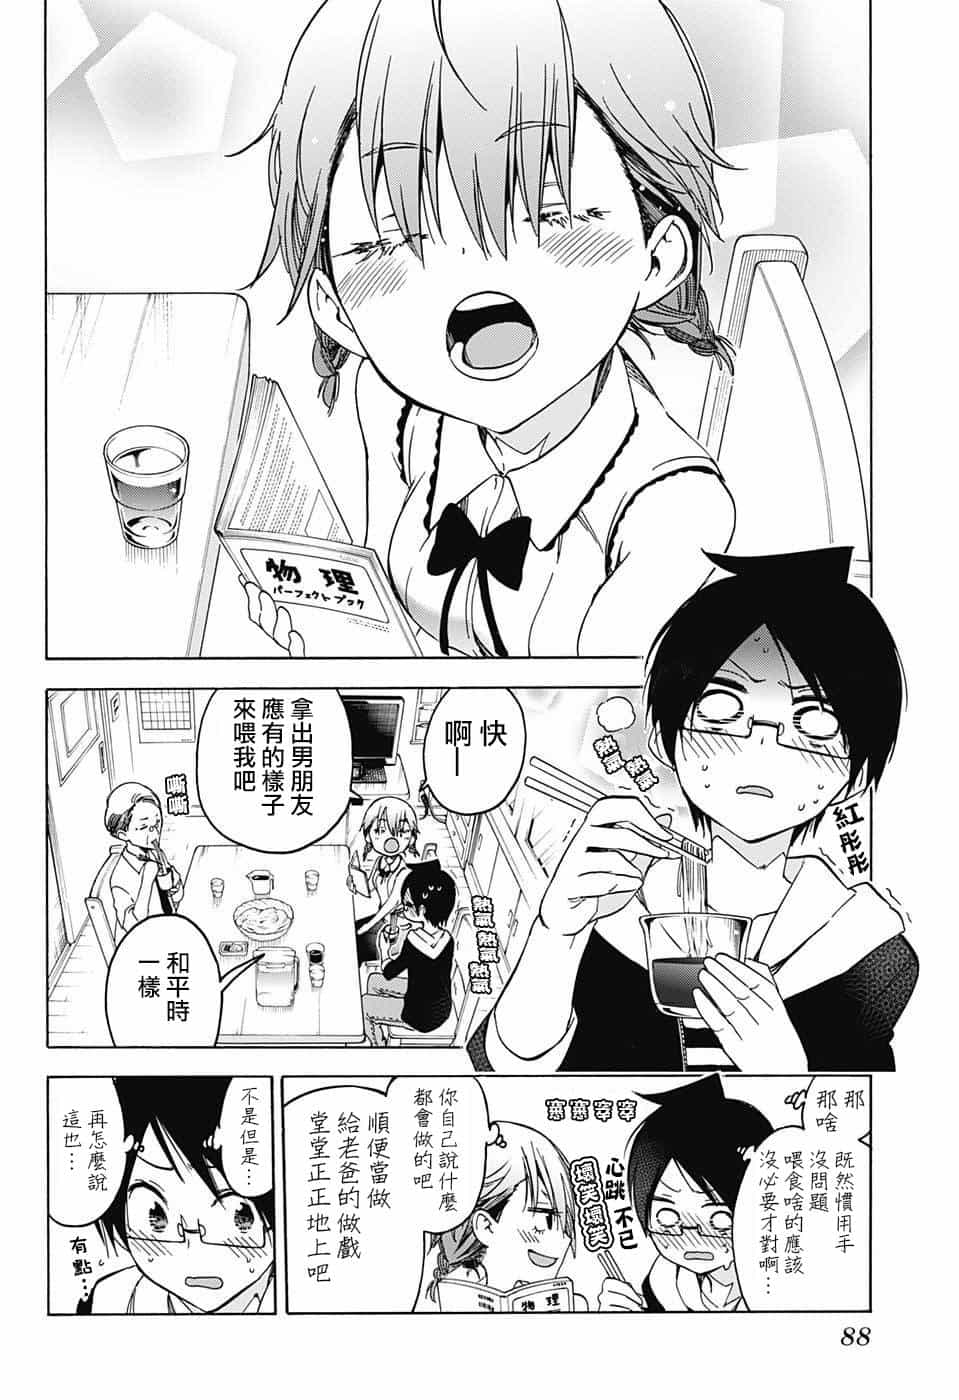 物理
パーフェクトブック
熱氣
熱氣
紅彤彤
快
啊—
拿出男朋友
應有的樣子
來喂我吧
和平時
一樣
熱氣熱氣熱氣
那…
那啥
既然慣用手
沒問題
喂食啥的應該
沒必要才對啊…
心跳不已
壞笑壞笑
你自己說什麼
都會做的吧
順便當做
給老爸的做戲
堂堂正正地上吧
物理
不是但是…
再怎麼說
這也…
有點…
88